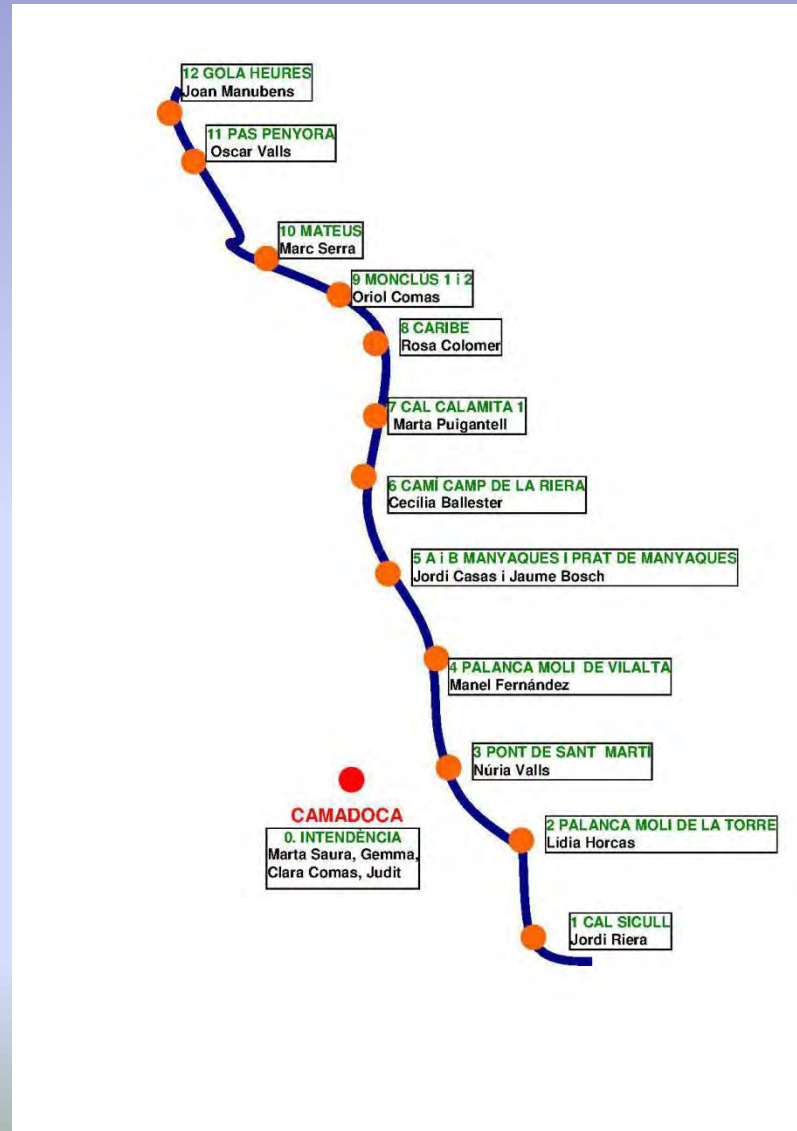 12 GOLA HEURES
Joan Manubens
11 PAS PENYORA
Oscar Valls
10 MATEUS
Marc Serra
9 MONCLUS 1 i 2
Oriol Comas
8 CARIBE
Rosa Colomer
7 CAL CALAMITA 1
Marta Puigantell
6 CAMÍ CAMP DE LA RIERA
Cecília Ballester
5 A i B MANYAQUES I PRAT DE MANYAQUES
Jordi Casas i Jaume Bosch
4 PALANCA MOLI DE VILALTA
Manel Fernández
3 PONT DE SANT MARTI
Núria Valls
CAMADOCA
0. INTENDÈNCIA
Marta Saura, Gemma,
Clara Comas, Judit
2 PALANCA MOLI DE LA TORRE
Lídia Horcas
1 CAL SICULL
Jordi Riera